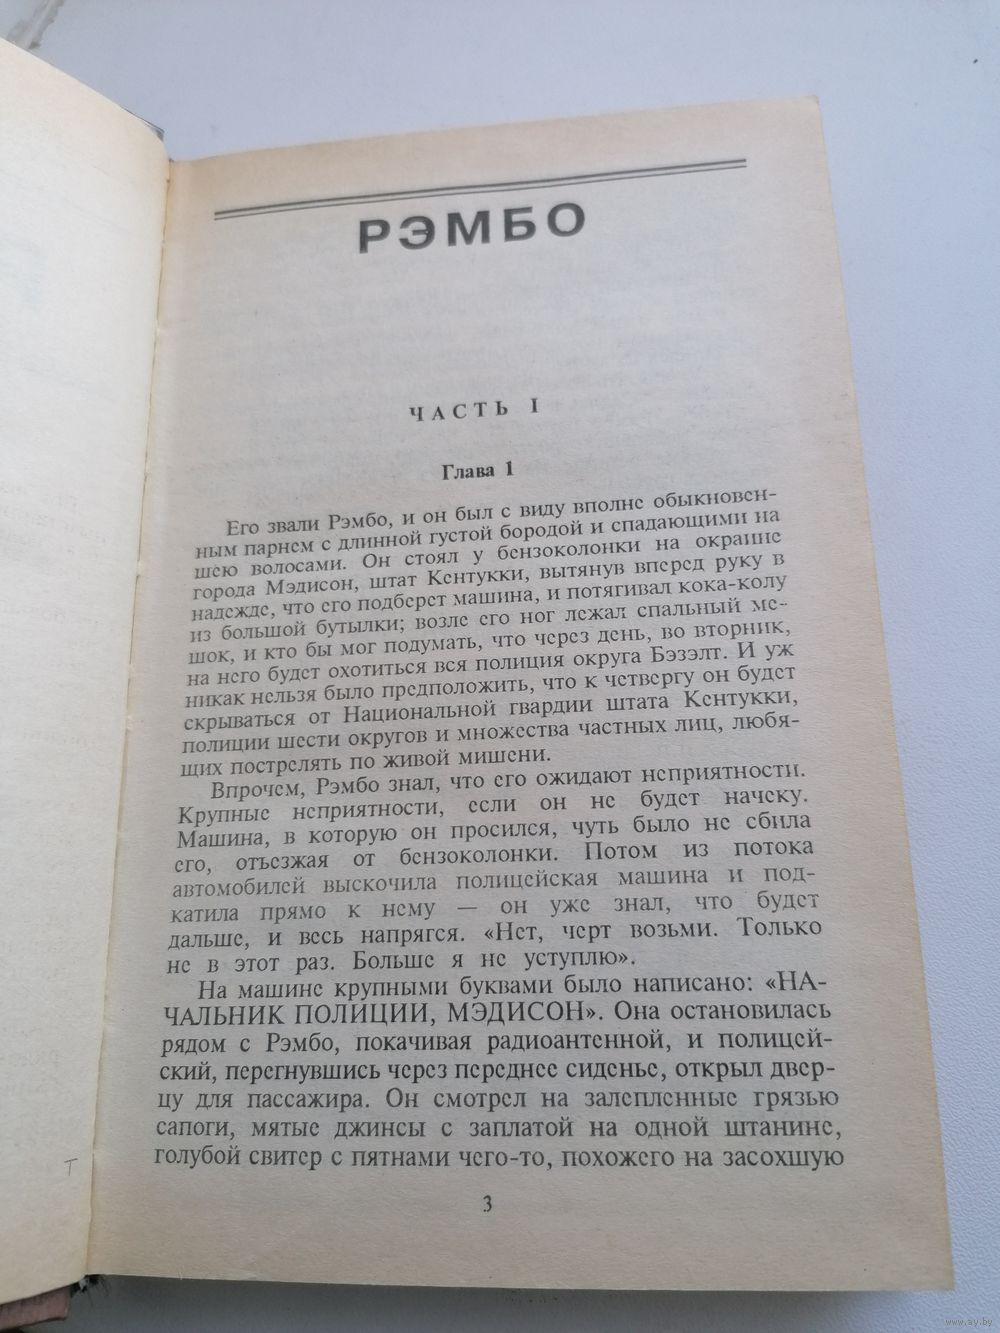 РЭМБО
ЧАСТЬ I
Глава 1
Его звали Рэмбо, и он был с виду вполне обыкновен-
ным парнем с длинной густой бородой и спадающими на
шею волосами. Он стоял у бензоколонки на окраине
города Мэдисон, штат Кентукки, вытянув вперед руку в
надежде, что его подберет машина, и потягивал кока-колу
из большой бутылки; возле его ног лежал спальный ме-
шок, и кто бы мог подумать, что через день, во вторник,
на него будет охотиться вся полиция округа Бэзэлт. И уж
никак нельзя было предположить, что к четвергу он будет
скрываться от Национальной гвардии штата Кентукки,
полиции шести округов и множества частных лиц, любя-
щих пострелять по живой мишени.
Впрочем, Рэмбо знал, что его ожидают неприятности.
Крупные неприятности, если он не будет начеку.
Машина, в которую он просился, чуть было не сбила
его, отъезжая от бензоколонки. Потом из потока
автомобилей выскочила полицейская машина и под-
катила прямо к нему — он уже знал, что будет
дальше, и весь напрягся. «Нет, черт возьми. Только
не в этот раз. Больше я не уступлю».
На машине крупными буквами было написано: «НА-
ЧАЛЬНИК ПОЛИЦИИ, МЭДИСОН». Она остановилась
рядом с Рэмбо, покачивая радиоантенной, и полицей-
ский, перегнувшись через переднее сиденье, открыл двер-
цу для пассажира. Он смотрел на залепленные грязью
сапоги, мятые джинсы с заплатой на одной штанине,
голубой свитер с пятнами чего-то, похожего на засохшую
3
Т
www.ay.by